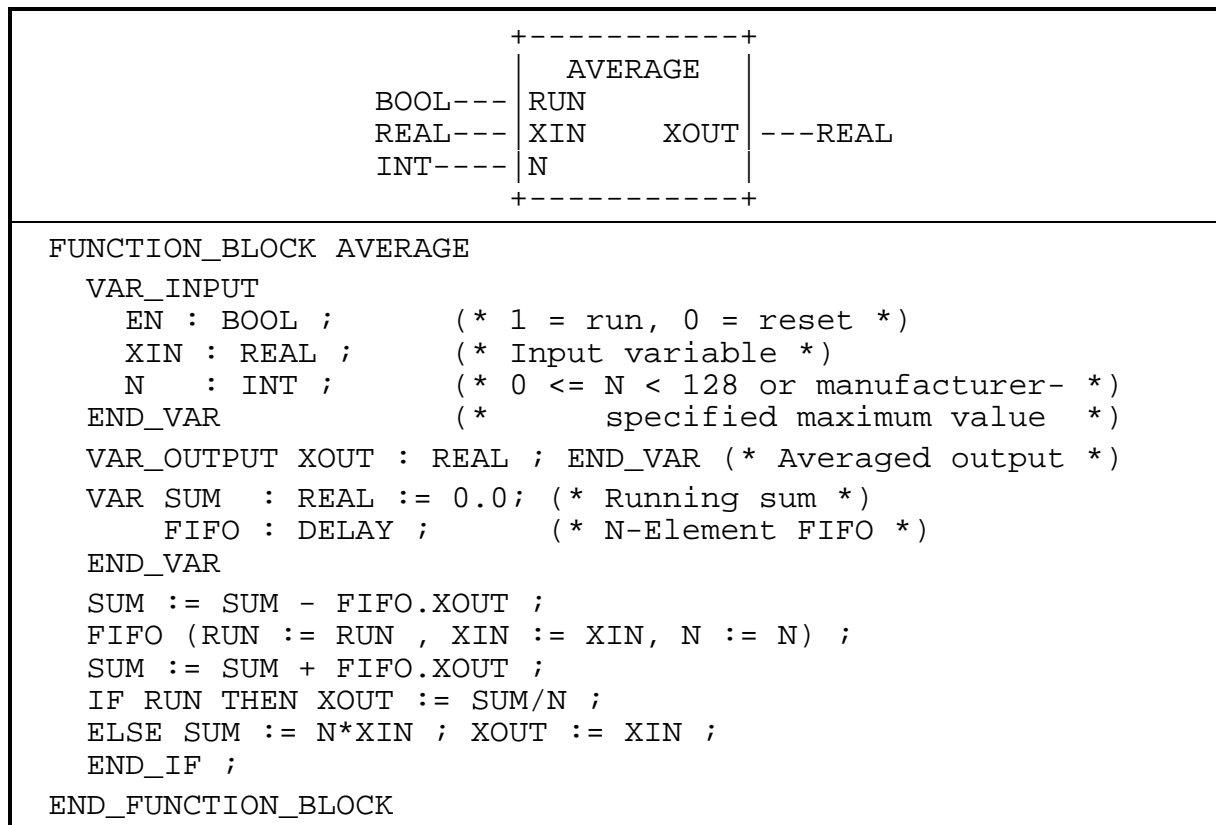 +-----------+
| AVERAGE |
BOOL---|RUN |
REAL---|XIN XOUT|---REAL
INT----|N |
+-----------+
FUNCTION_BLOCK AVERAGE
VAR_INPUT
EN : BOOL ; (* 1 = run, 0 = reset *)
XIN : REAL ; (* Input variable *)
N : INT ; (* 0 <= N < 128 or manufacturer- *)
END_VAR (* specified maximum value *)
VAR_OUTPUT XOUT : REAL ; END_VAR (* Averaged output *)
VAR SUM : REAL := 0.0; (* Running sum *)
FIFO : DELAY ; (* N-Element FIFO *)
END_VAR
SUM := SUM - FIFO.XOUT ;
FIFO (RUN := RUN , XIN := XIN, N := N) ;
SUM := SUM + FIFO.XOUT ;
IF RUN THEN XOUT := SUM/N ;
ELSE SUM := N*XIN ; XOUT := XIN ;
END_IF ;
END_FUNCTION_BLOCK